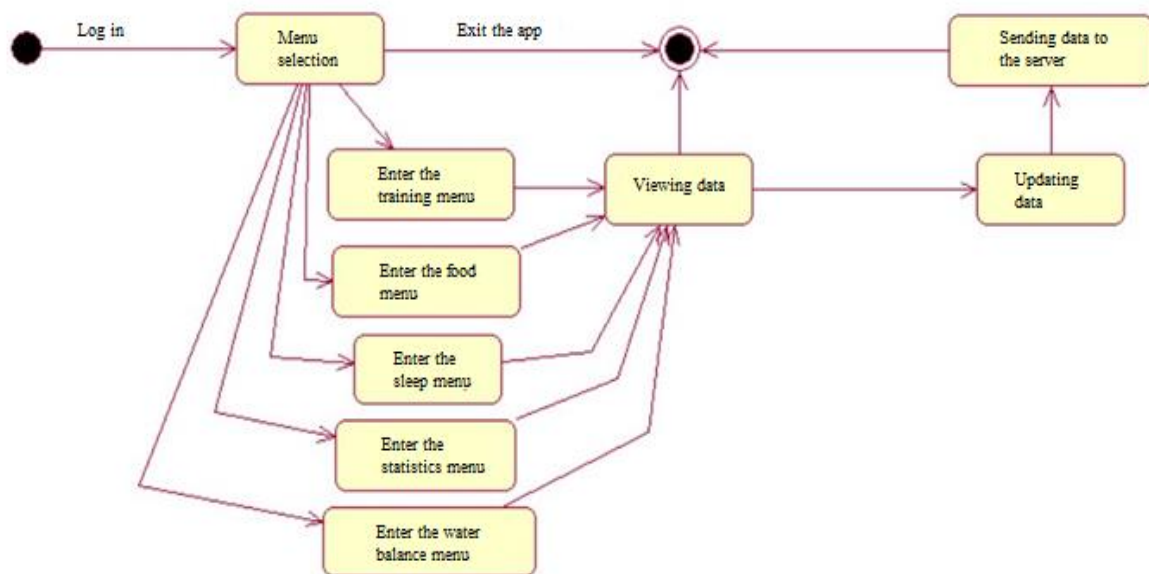 Log in
Menu
selection
Exit the app
Sending data to
the server
Enter the
training menu
Viewing data
Updating
data
Enter the food
menu
Enter the
sleep menu
Enter the
statistics menu
Enter the water
balance menu